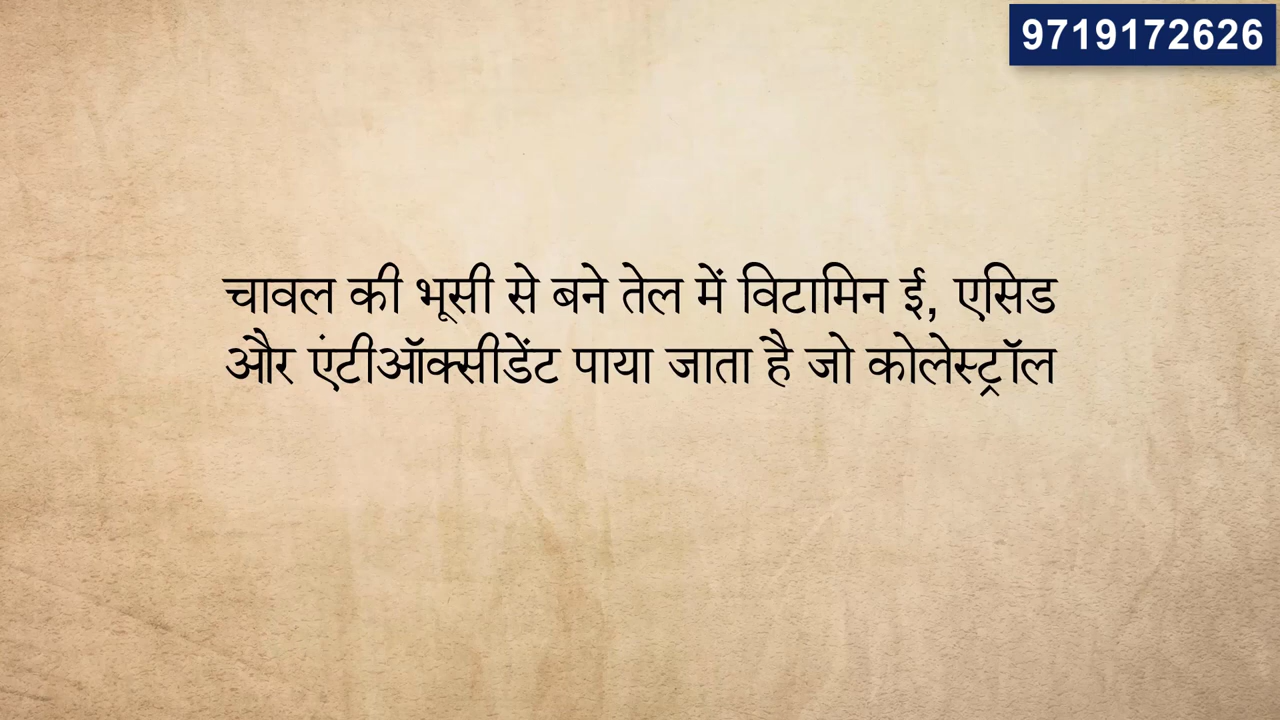 9719172626
चावल की भूसी से बने तेल में विटामिन ई, एसिड
और एंटीऑक्सीडेंट पाया जाता है जो कोलेस्ट्रॉल